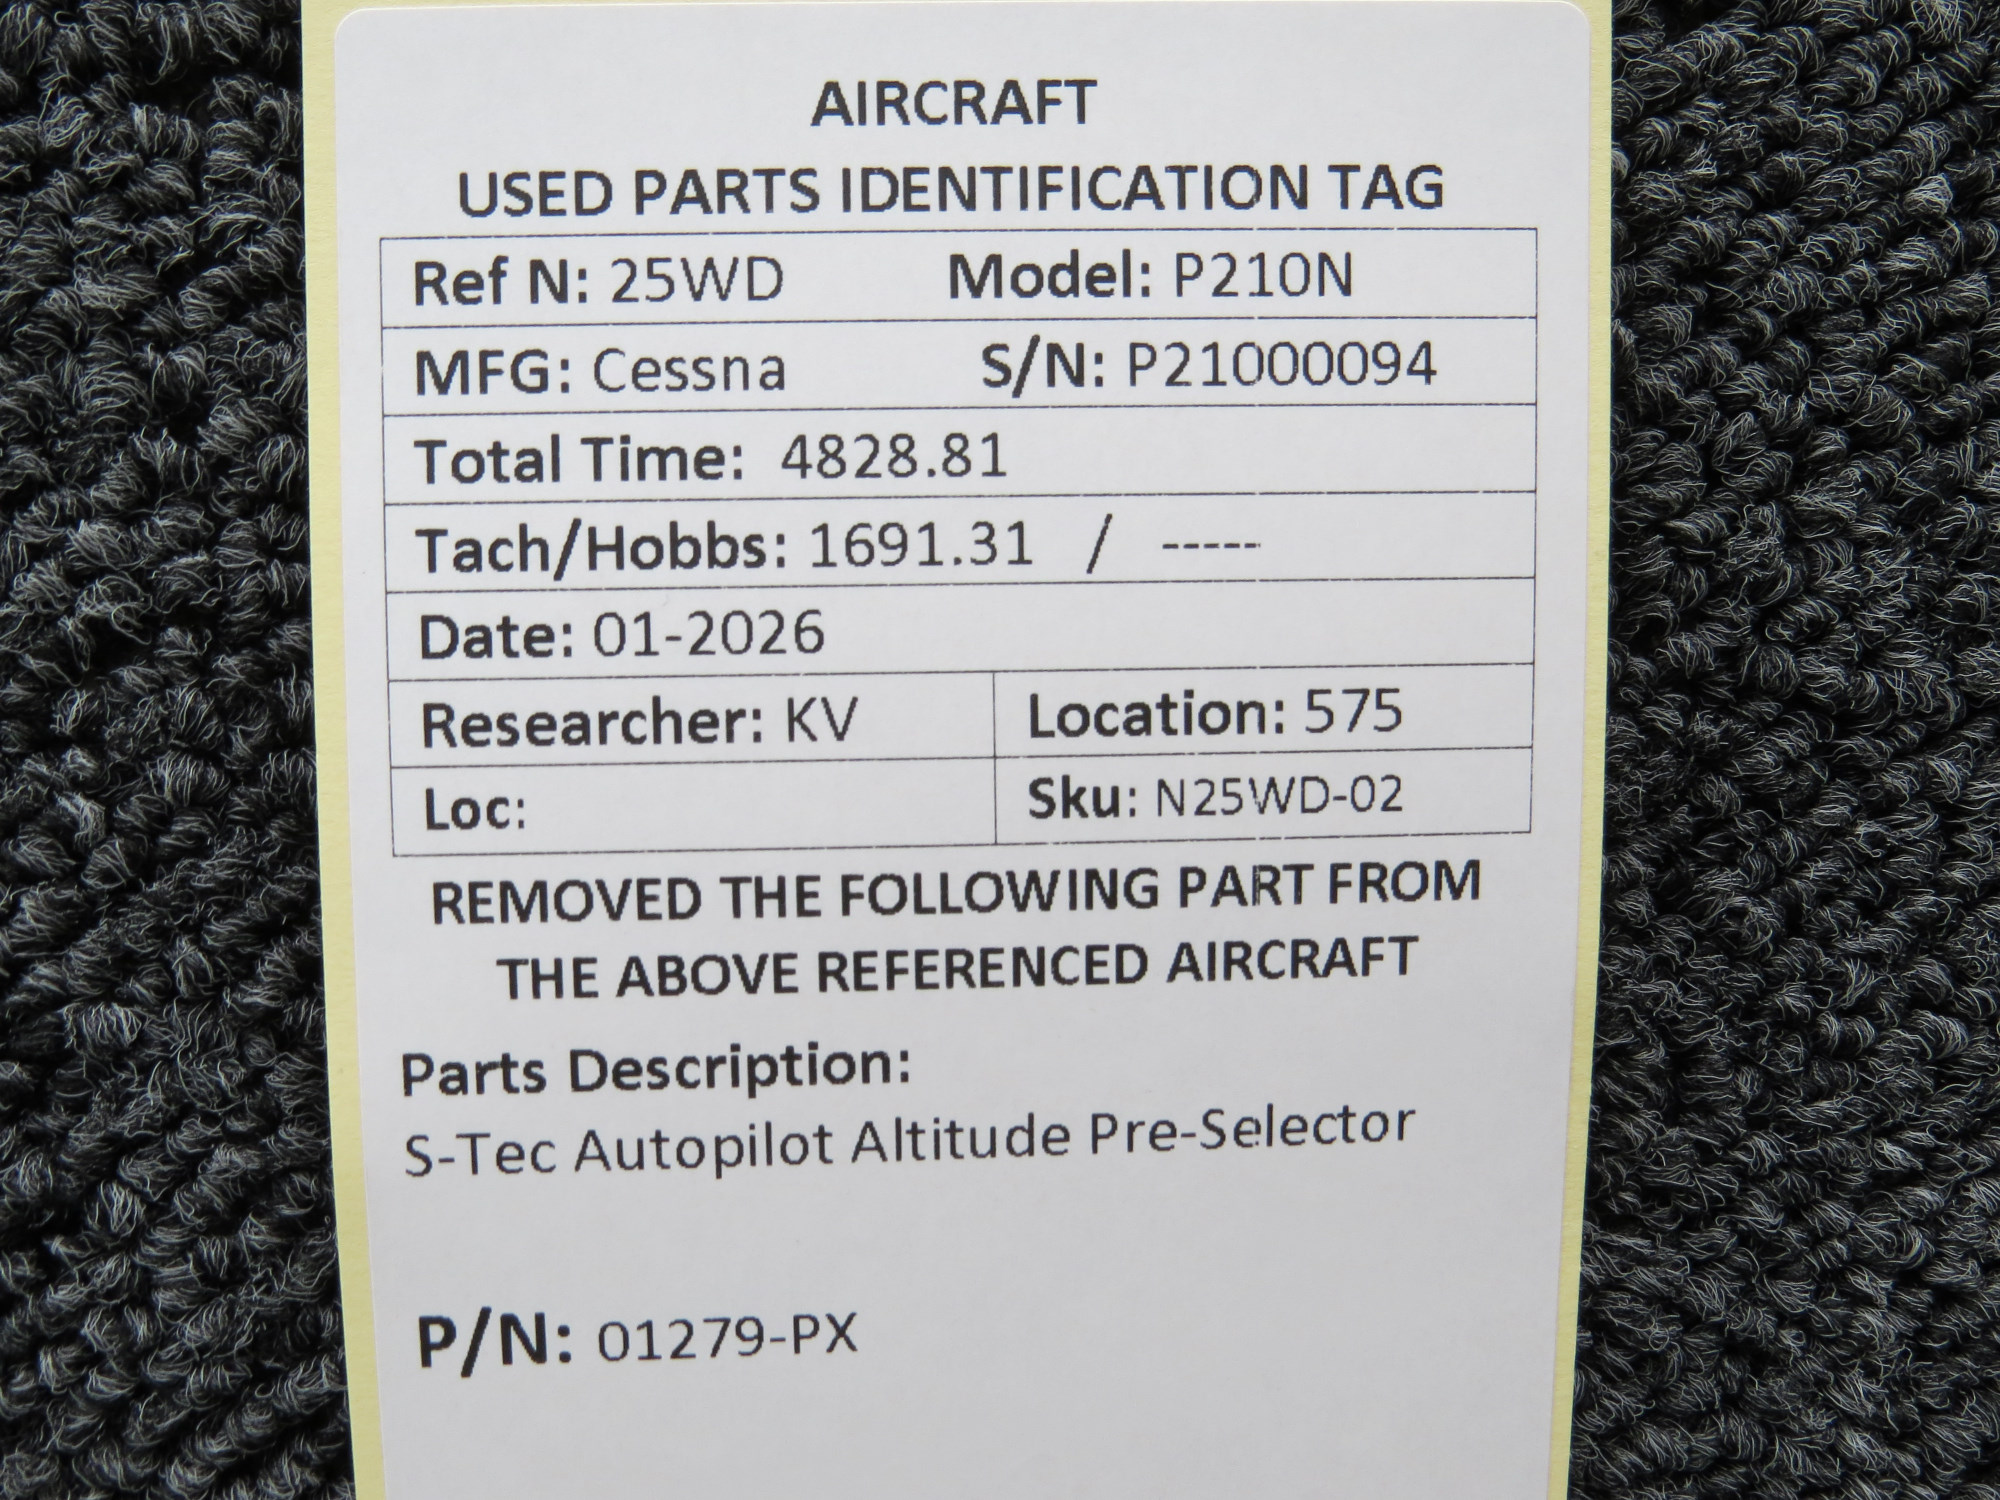 AIRCRAFT
USED PARTS IDENTIFICATION TAG
Ref N: 25WD Model: P210N
MFG: Cessna S/N: P21000094
Total Time: 4828.81
Tach/Hobbs: 1691.31 / -----
Date: 01-2026
Researcher: KV Location: 575
Loc: Sku: N25WD-02
REMOVED THE FOLLOWING PART FROM
THE ABOVE REFERENCED AIRCRAFT
Parts Description:
S-Tec Autopilot Altitude Pre-Selector
P/N: 01279-PX